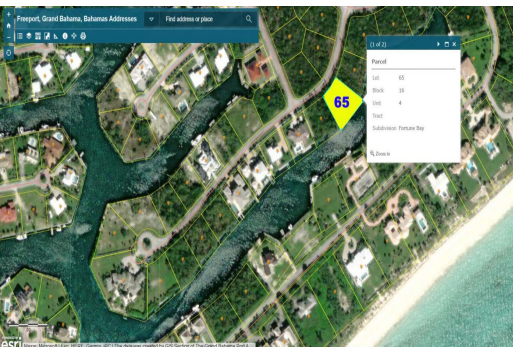 Freeport, Grand Bahama, Bahamas Addresses
Find address or place
(1 of 2)
Parcel
Lot 65
Block 16
Unit 4
Tract
Subdivision Fortune Bay
Zoom to
65
esri